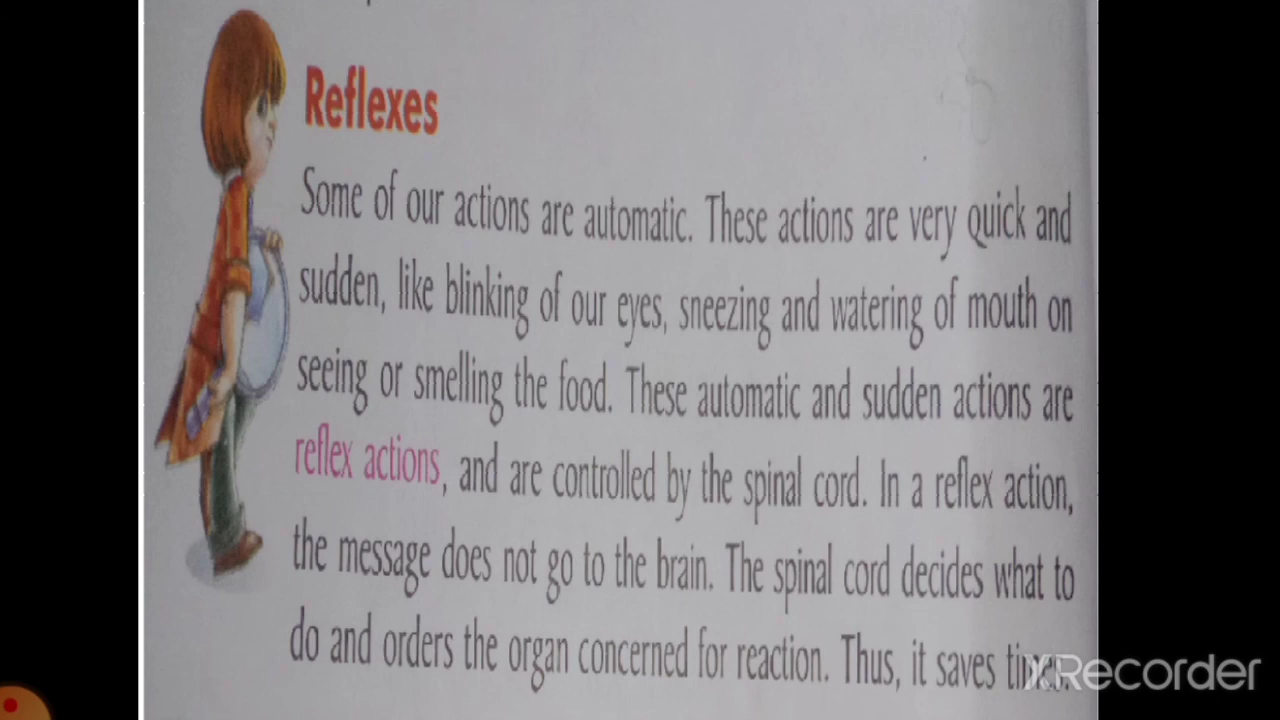 Reflexes
Some of our actions are automatic. These actions are very quick and
sudden, like blinking of our eyes, sneezing and watering of mouth on
seeing or smelling the food. These automatic and sudden actions are
reflex actions, and are controlled by the spinal cord. In a reflex action,
the message does not go to the brain. The spinal cord decides what to
do and orders the organ concerned for reaction. Thus, it saves times.
XRecorder